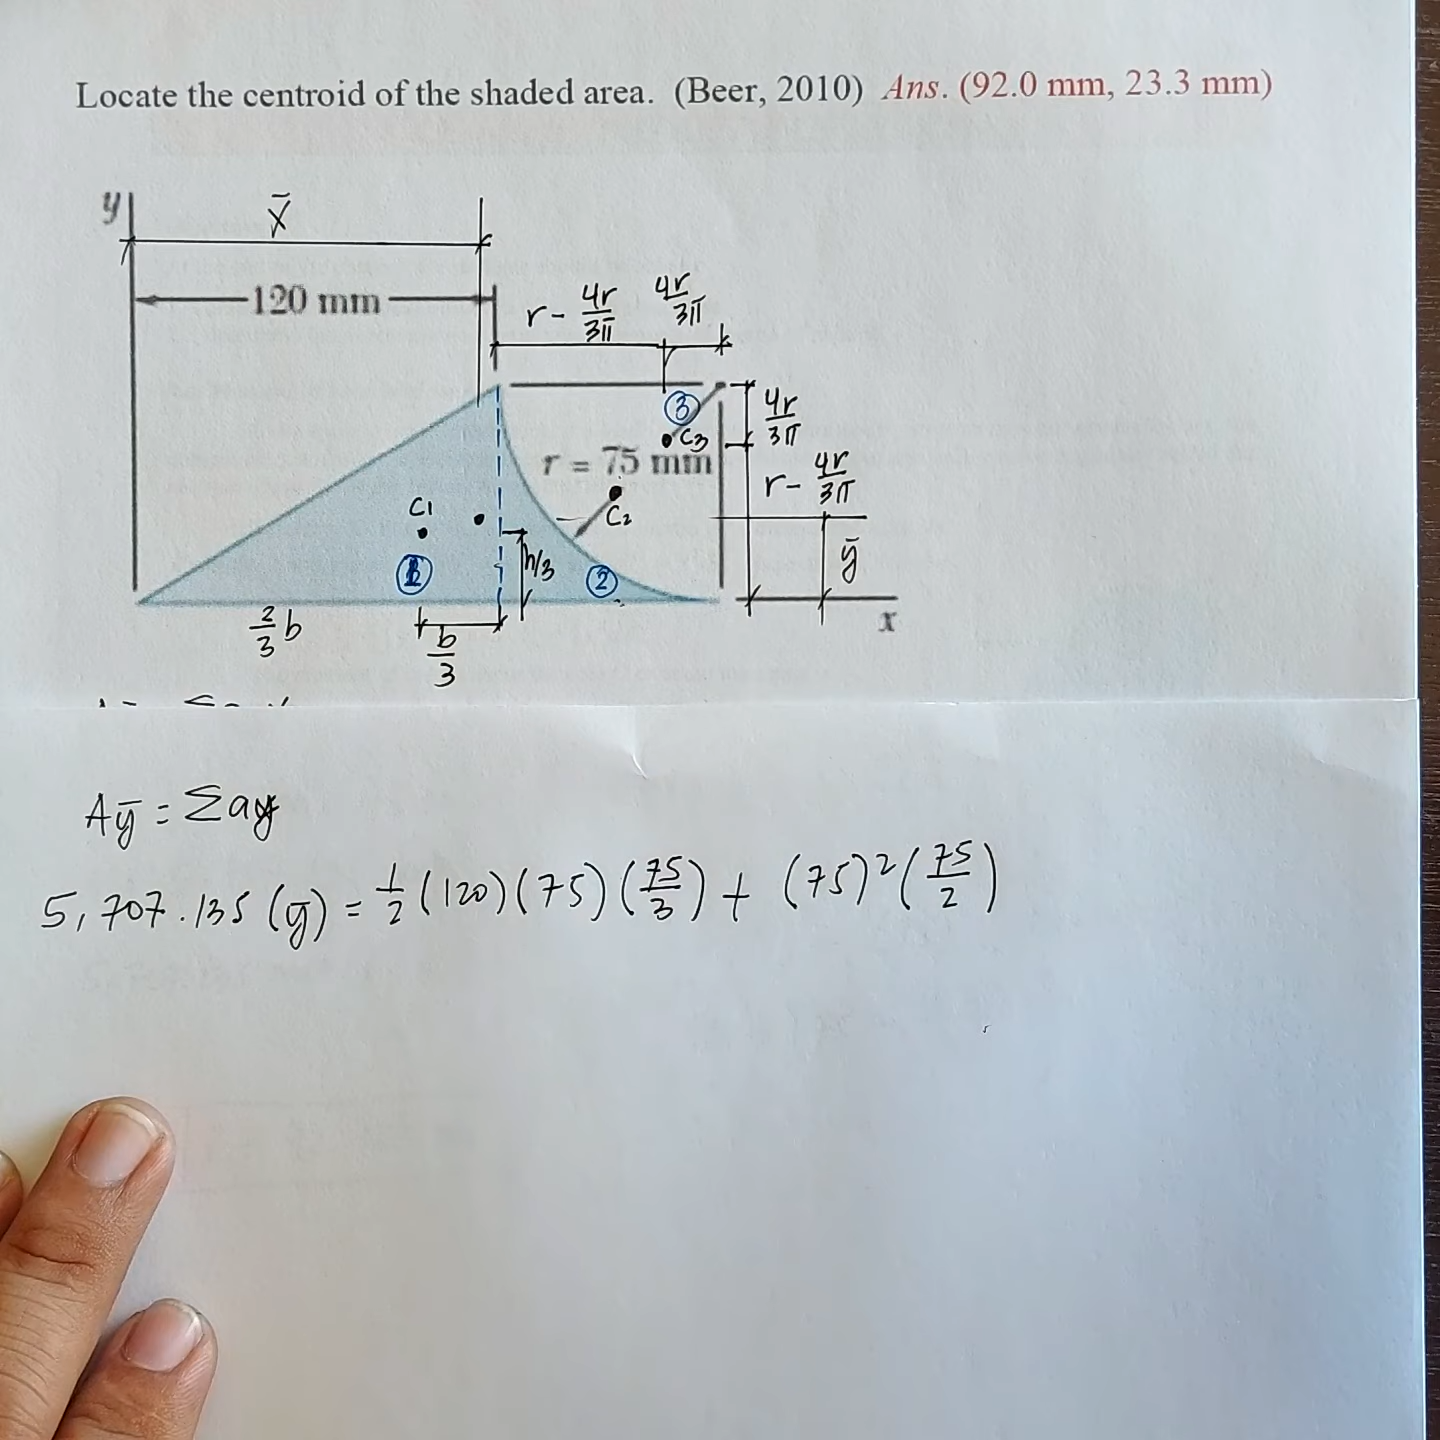 Locate the centroid of the shaded area. (Beer, 2010) Ans. (92.0 mm, 23.3 mm)
y
x̄
120 mm
r - 4r/3π
4r/3π
3
C3
4r/3π
r = 75 mm
r - 4r/3π
C1
C2
h/3
ȳ
1
2
2/3 b
b/3
x
Aȳ = Σay
5,707.135 (ȳ) = 1/2 (120)(75)(75/3) + (75)²(75/2)